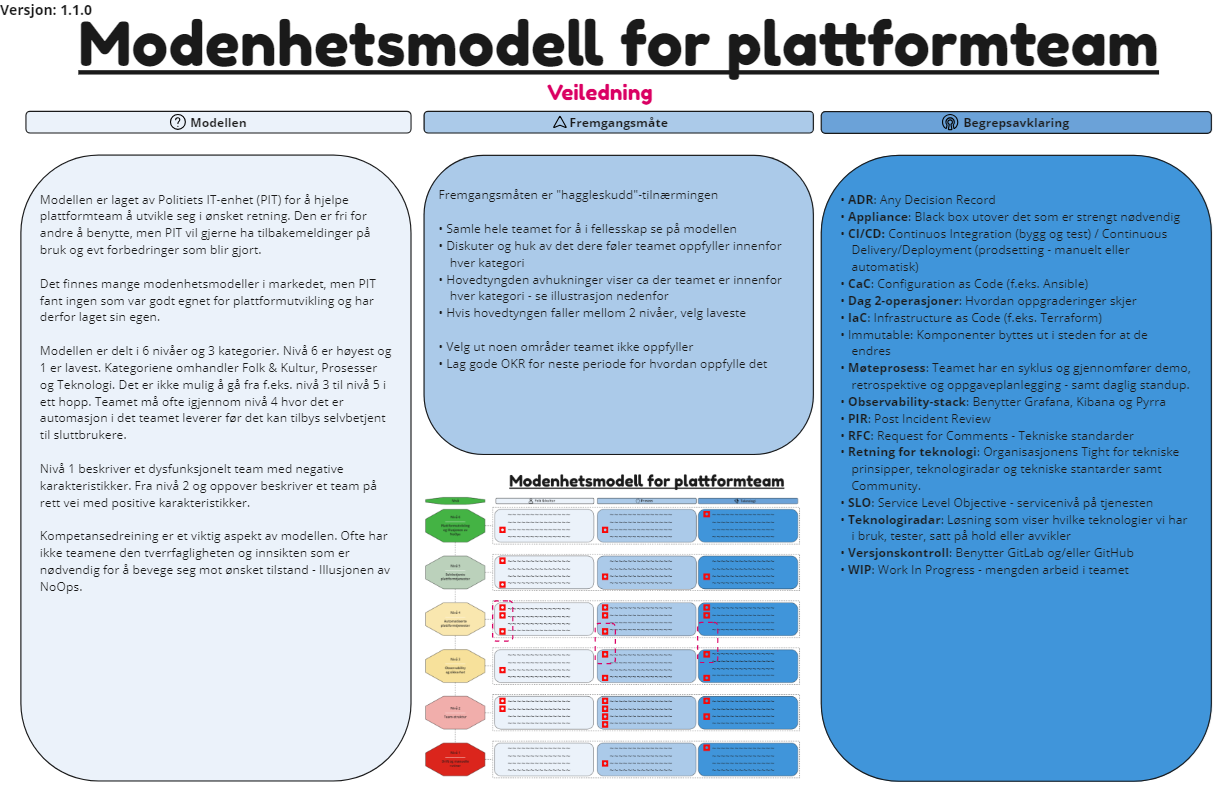 Versjon: 1.1.0
Modenhetsmodell for plattformteam
Veiledning
Modellen
Modellen er laget av Politiets IT-enhet (PIT) for å hjelpe
plattformteam å utvikle seg i ønsket retning. Den er fri for
andre å benytte, men PIT vil gjerne ha tilbakemeldinger på
bruk og evt forbedringer som blir gjort.
Det finnes mange modenhetsmodeller i markedet, men PIT
fant ingen som var godt egnet for plattformutvikling og har
derfor laget sin egen.
Modellen er delt i 6 nivåer og 3 kategorier. Nivå 6 er høyest og
1 er lavest. Kategoriene omhandler Folk & Kultur, Prosesser
og Teknologi. Det er ikke mulig å gå fra f.eks. nivå 3 til nivå 5 i
ett hopp. Teamet må ofte igjennom nivå 4 hvor det er
automasjon i det teamet leverer før det kan tilbys selvbetjent
til sluttbrukere.
Nivå 1 beskriver et dysfunksjonelt team med negative
karakteristikker. Fra nivå 2 og oppover beskriver et team på
rett vei med positive karakteristikker.
Kompetansedreining er et viktig aspekt av modellen. Ofte har
ikke teamene den tverrfagligheten og innsikten som er
nødvendig for å bevege seg mot ønsket tilstand - Illusjonen av
NoOps.
Fremgangsmåte
Fremgangsmåten er "haggleskudd"-tilnærmingen
• Samle hele teamet for å i fellesskap se på modellen
• Diskuter og huk av det dere føler teamet oppfyller innenfor
hver kategori
• Hovedtyngden avhukninger viser ca der teamet er innenfor
hver kategori - se illustrasjon nedenfor
• Hvis hovedtyngen faller mellom 2 nivåer, velg laveste
• Velg ut noen områder teamet ikke oppfyller
• Lag gode OKR for neste periode for hvordan oppfylle det
Modenhetsmodell for plattformteam
Begrepsavklaring
• ADR: Any Decision Record
• Appliance: Black box utover det som er strengt nødvendig
• CI/CD: Continuos Integration (bygg og test) / Continuous
Delivery/Deployment (prodsetting - manuelt eller
automatisk)
• CaC: Configuration as Code (f.eks. Ansible)
• Dag 2-operasjoner: Hvordan oppgraderinger skjer
• IaC: Infrastructure as Code (f.eks. Terraform)
• Immutable: Komponenter byttes ut i steden for at de
endres
• Møteprosess: Teamet har en syklus og gjennomfører demo,
retrospektive og oppgaveplanlegging - samt daglig standup.
• Observability-stack: Benytter Grafana, Kibana og Pyrra
• PIR: Post Incident Review
• RFC: Request for Comments - Tekniske standarder
• Retning for teknologi: Organisasjonens Tight for tekniske
prinsipper, teknologiradar og tekniske stantarder samt
Community.
• SLO: Service Level Objective - servicenivå på tjenesten
• Teknologiradar: Løsning som viser hvilke teknologier vi har
i bruk, tester, satt på hold eller avvikler
• Versjonskontroll: Benytter GitLab og/eller GitHub
• WIP: Work In Progress - mengden arbeid i teamet